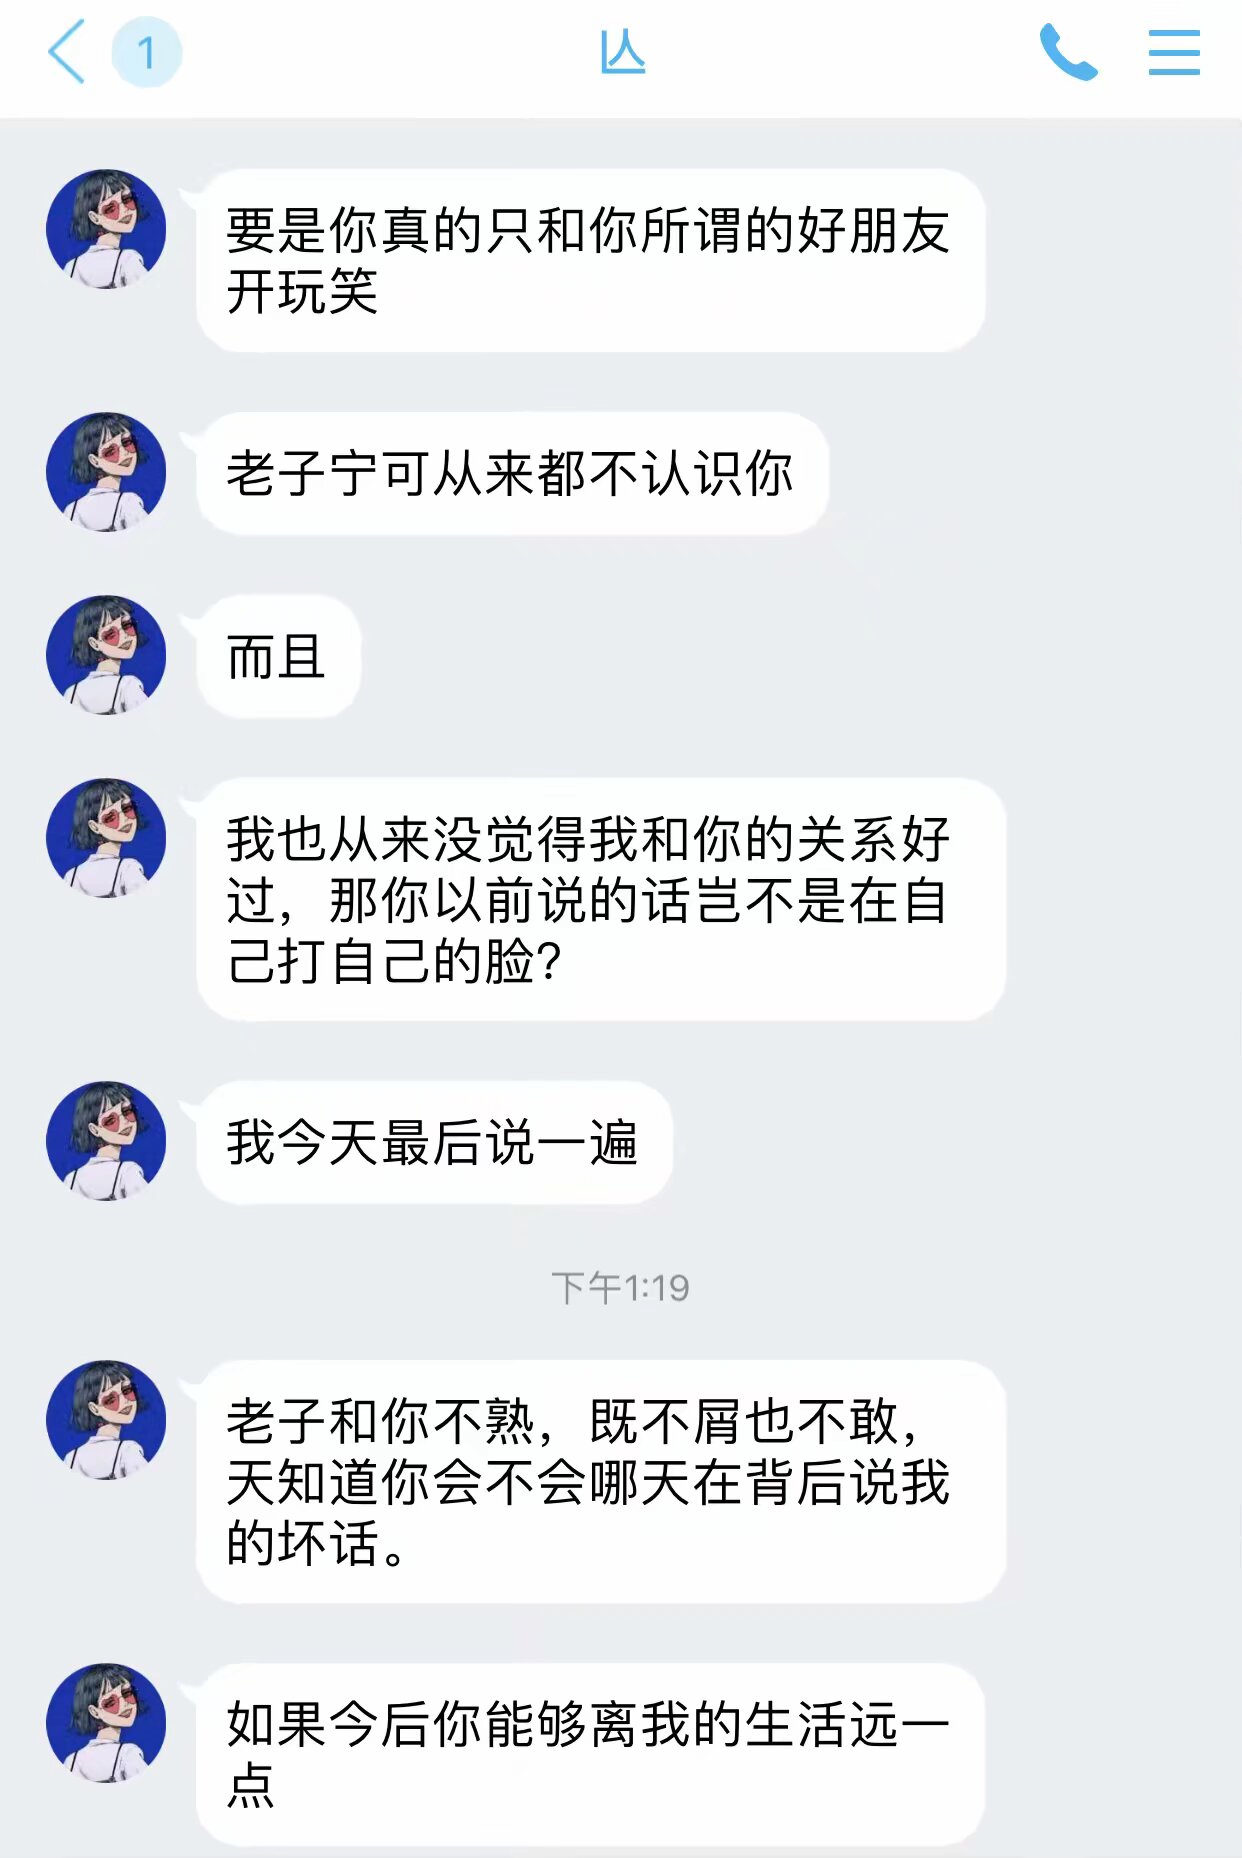 1
亾
要是你真的只和你所谓的好朋友
开玩笑
老子宁可从来都不认识你
而且
我也从来没觉得我和你的关系好
过，那你以前说的话岂不是在自
己打自己的脸？
我今天最后说一遍
下午1:19
老子和你不熟，既不屑也不敢，
天知道你会不会哪天在背后说我
的坏话。
如果今后你能够离我的生活远一
点